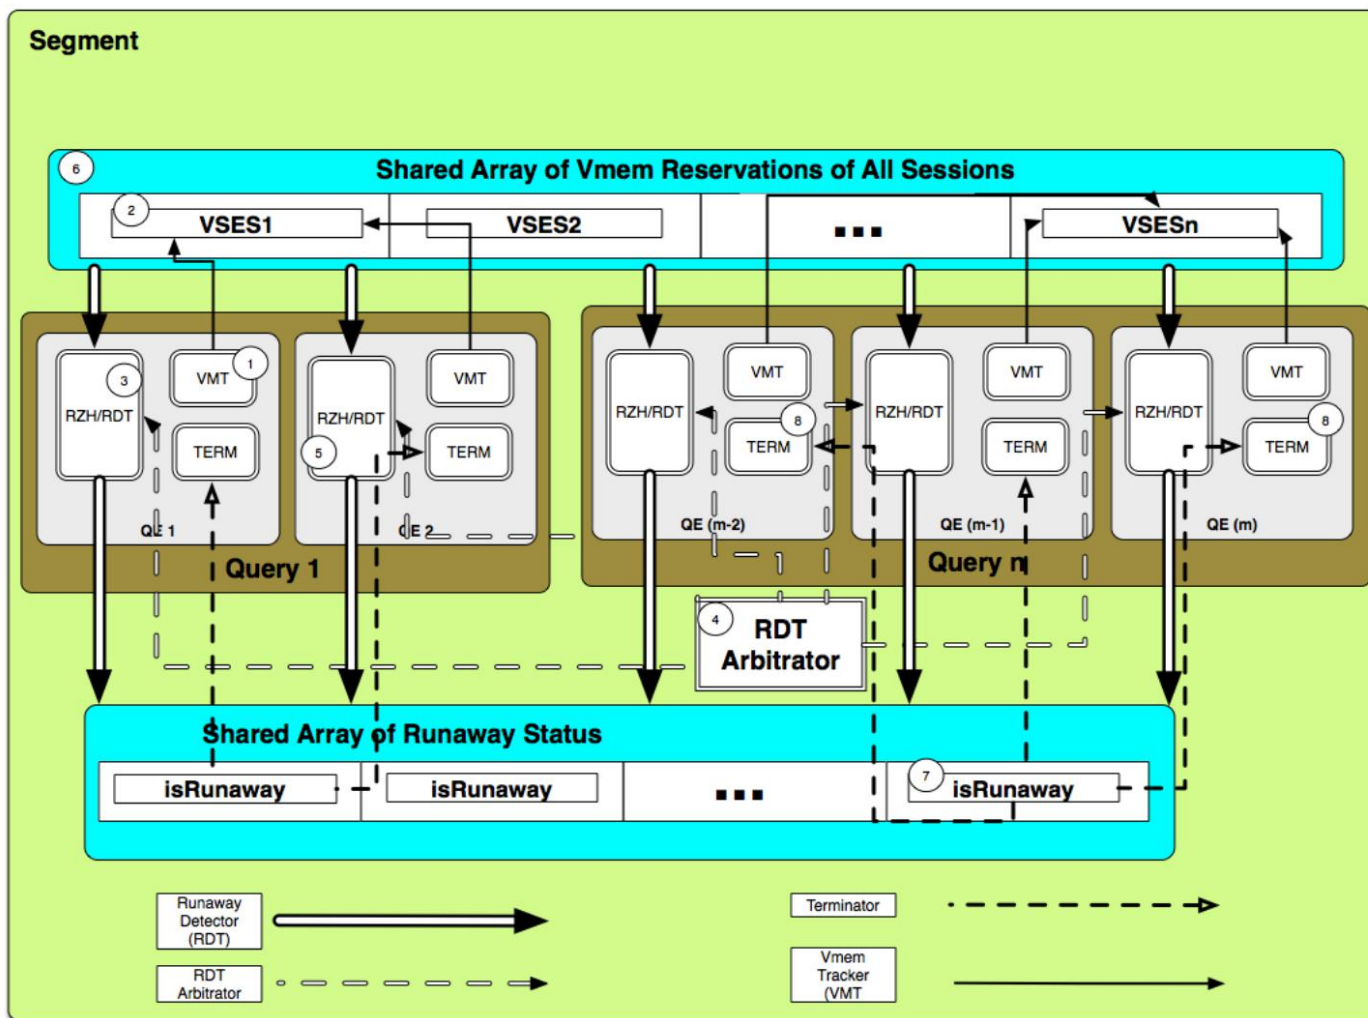 Segment
6
Shared Array of Vmem Reservations of All Sessions
2
VSES1
VSES2
...
VSESn
3
RZH/RDT
VMT
1
TERM
QE 1
RZH/RDT
5
VMT
TERM
QE 2
Query 1
RZH/RDT
VMT
8
TERM
QE (m-2)
RZH/RDT
VMT
TERM
QE (m-1)
RZH/RDT
VMT
8
TERM
QE (m)
Query n
4
RDT
Arbitrator
Shared Array of Runaway Status
isRunaway
isRunaway
...
7
isRunaway
Runaway
Detector
(RDT)
RDT
Arbitrator
Terminator
Vmem
Tracker
(VMT